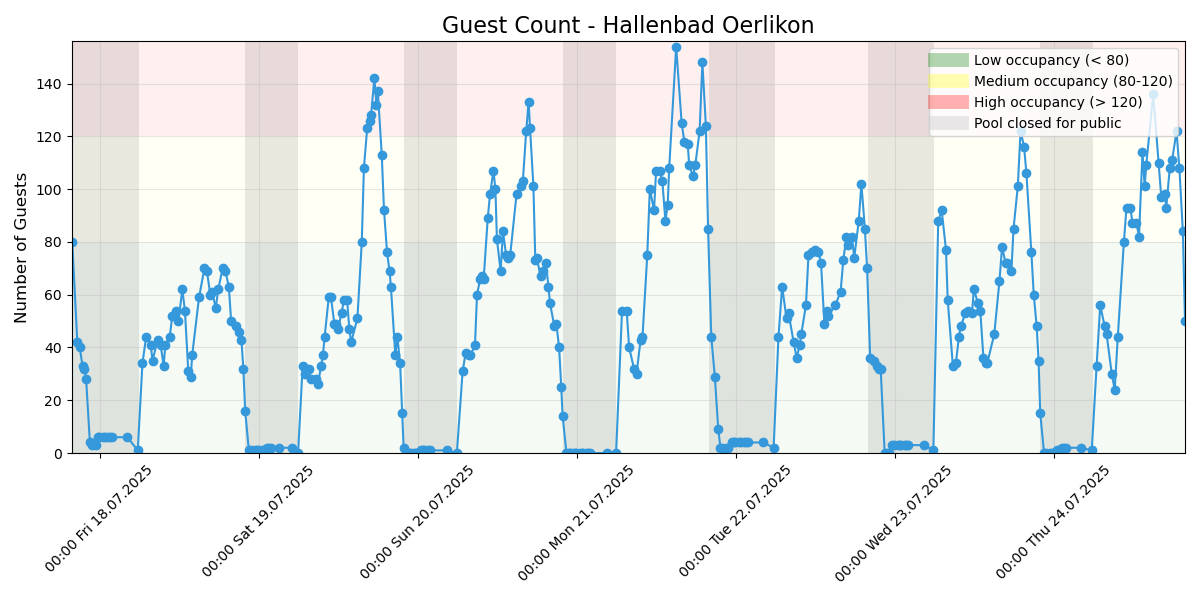 Guest Count - Hallenbad Oerlikon
Number of Guests
140
120
100
80
60
40
20
0
Low occupancy (< 80)
Medium occupancy (80-120)
High occupancy (> 120)
Pool closed for public
00:00 Fri 18.07.2025
00:00 Sat 19.07.2025
00:00 Sun 20.07.2025
00:00 Mon 21.07.2025
00:00 Tue 22.07.2025
00:00 Wed 23.07.2025
00:00 Thu 24.07.2025